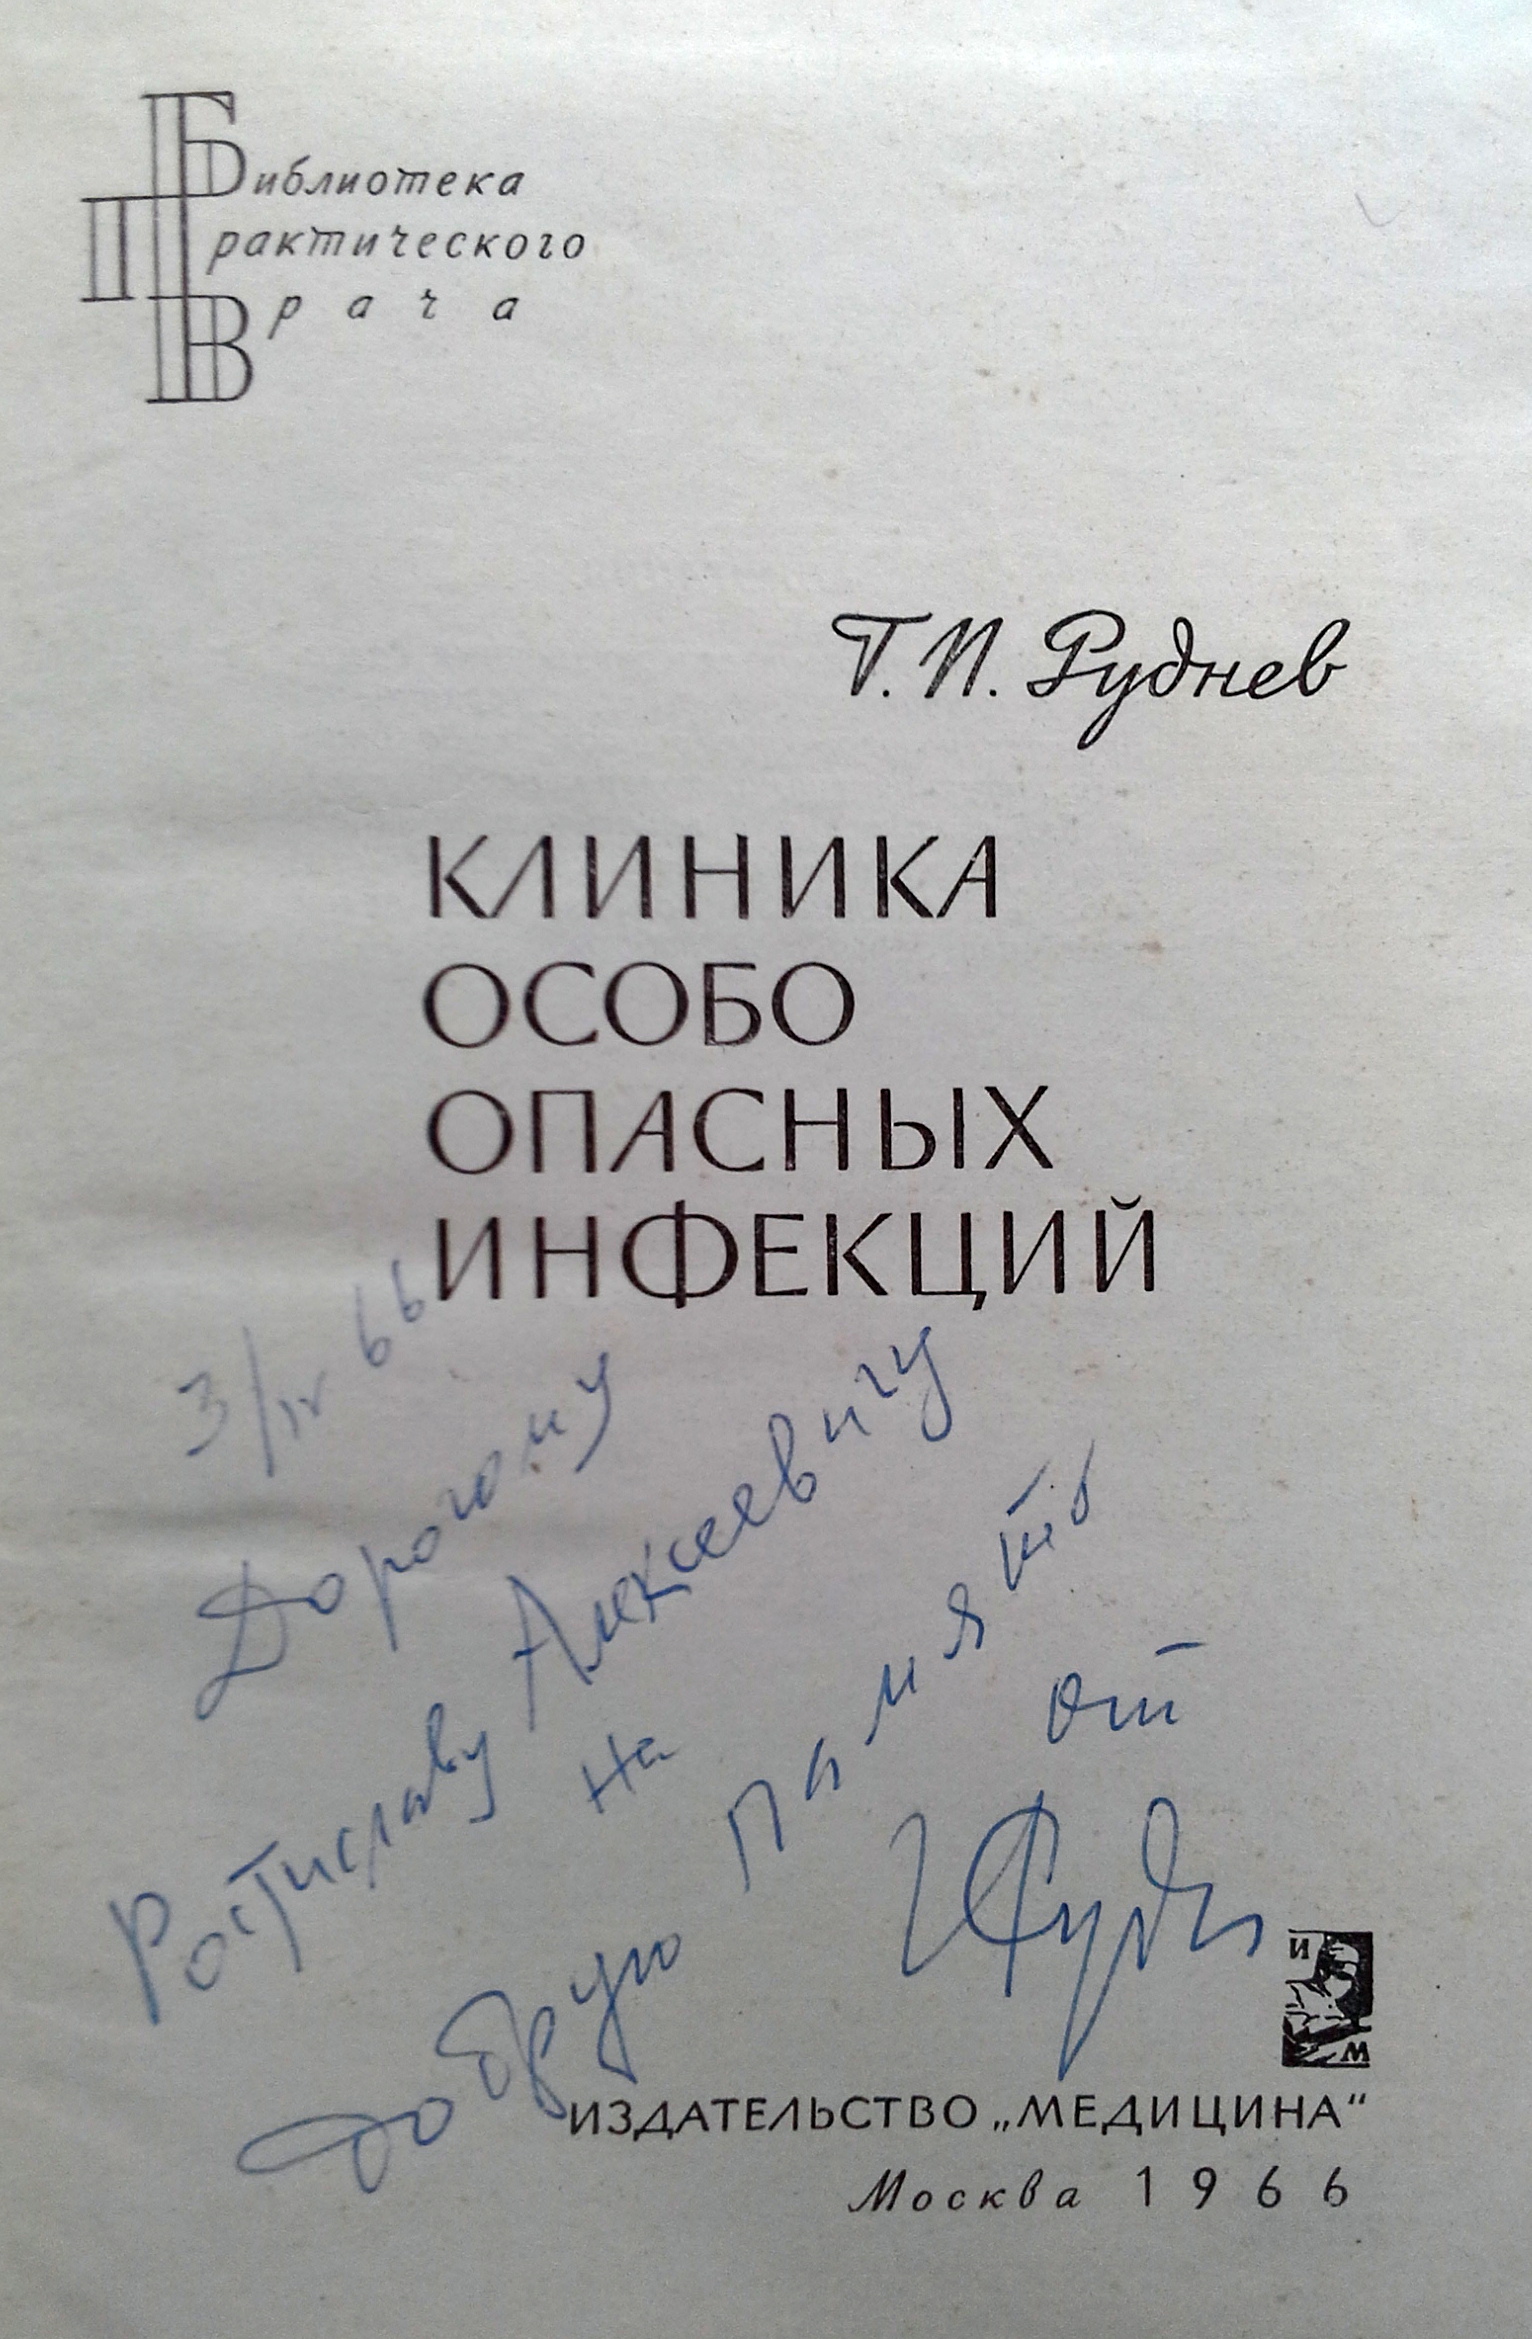 Библиотека
Практического
Врача
Г. П. Руднев
КЛИНИКА
ОСОБО
ОПАСНЫХ
ИНФЕКЦИЙ
3/IV 66
Дорогому
Ростиславу Алексеевичу
на
добрую память
от
ИМ
ИЗДАТЕЛЬСТВО „МЕДИЦИНА“
Москва 1966